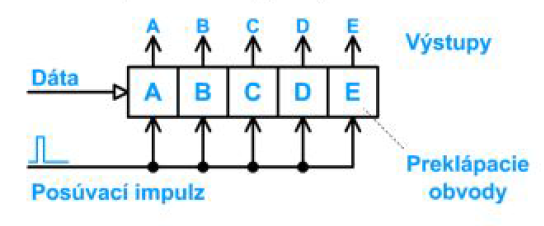 A B C D E
Výstupy
Dáta
A B C D E
Posúvací impulz
Preklápacie
obvody